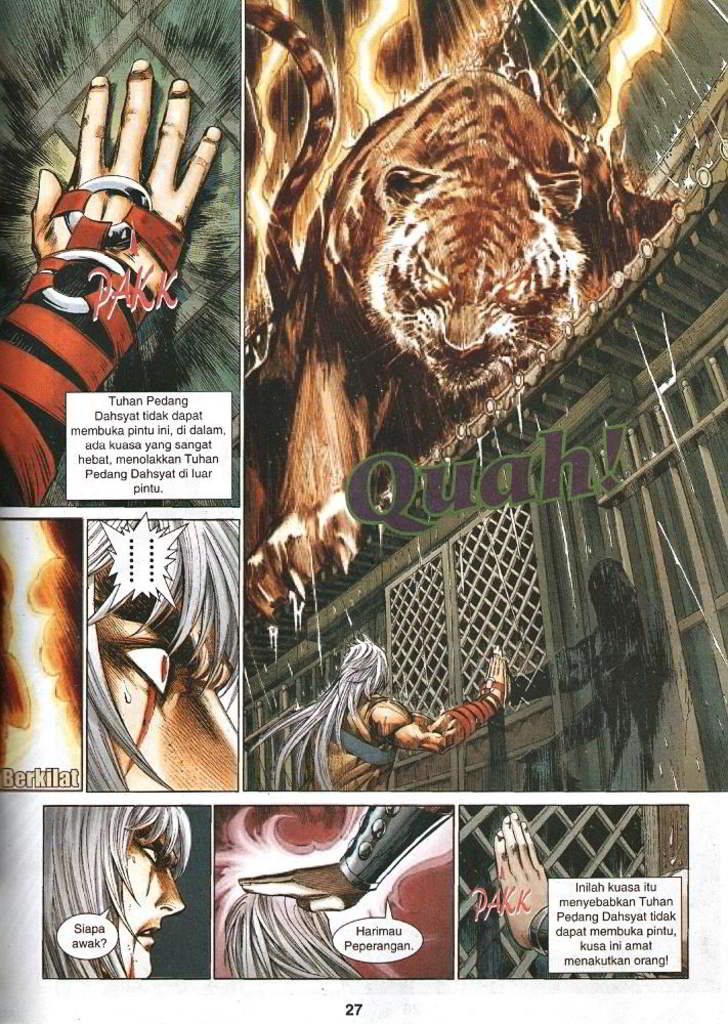 PAKK
Tuhan Pedang
Dahsyat tidak dapat
membuka pintu ini, di dalam,
ada kuasa yang sangat
hebat, menolakkan Tuhan
Pedang Dahsyat di luar
pintu.
Quah!
Berkilat
Siapa
awak?
Harimau
Peperangan.
PAKK
Inilah kuasa itu
menyebabkan Tuhan
Pedang Dahsyat tidak
dapat membuka pintu,
kusa ini amat
menakutkan orang!
27